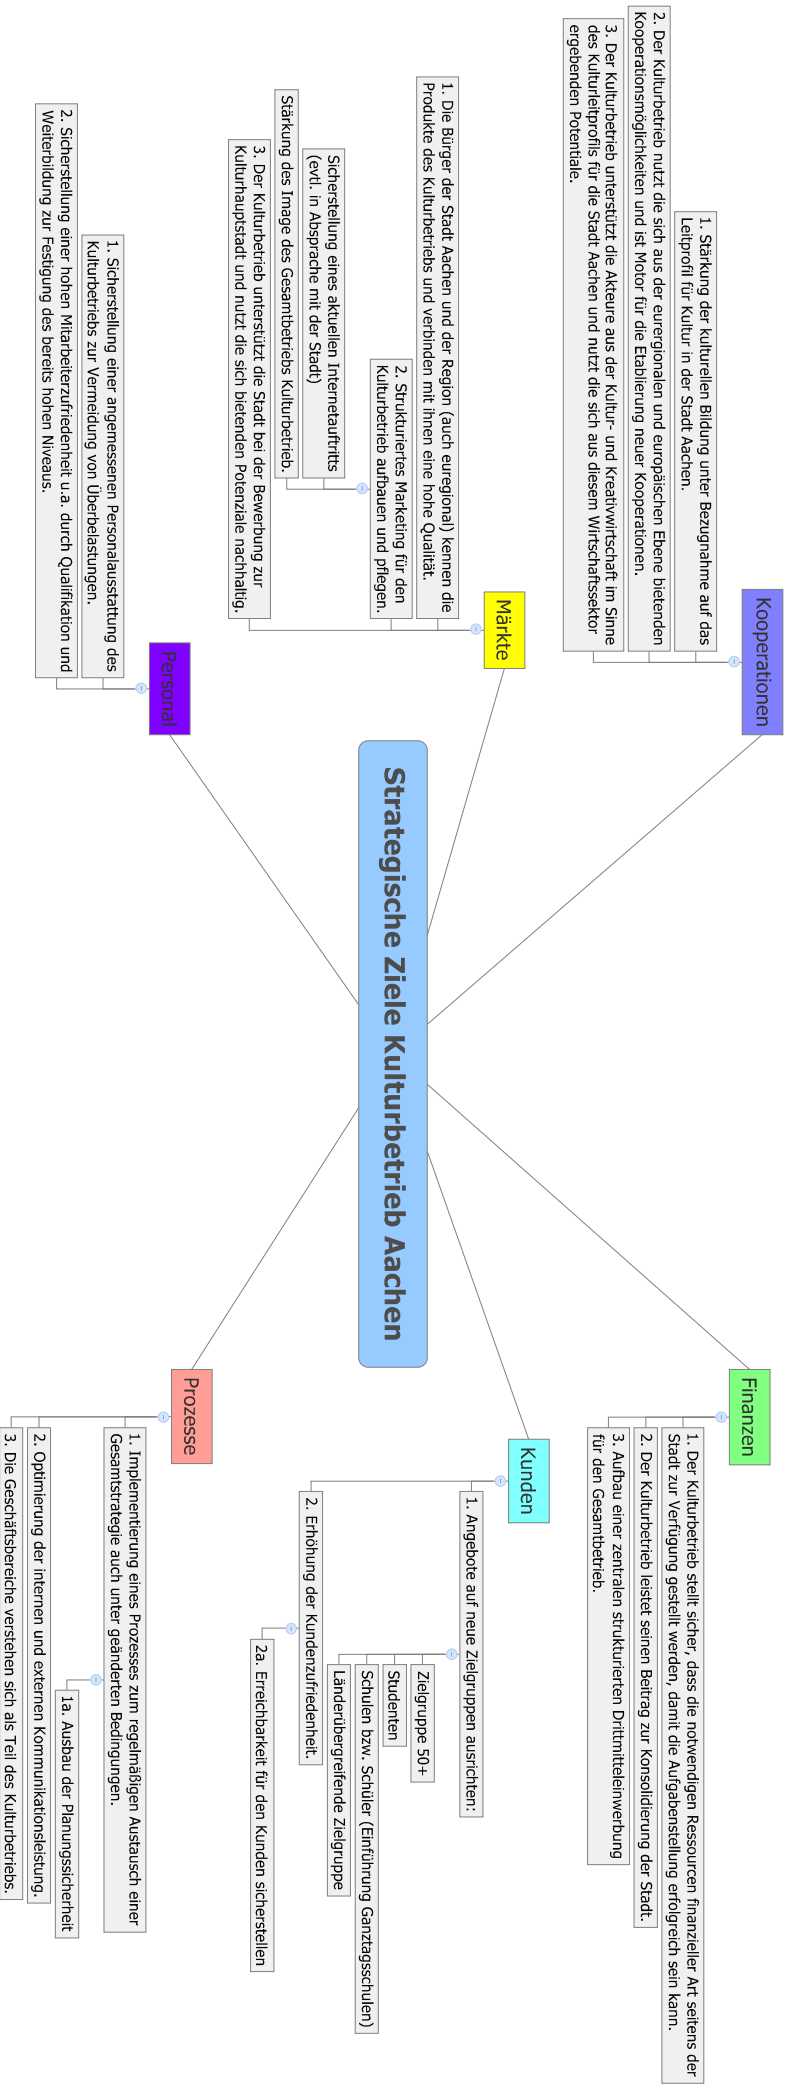 Strategische Ziele Kulturbetrieb Aachen
Kooperationen
1. Stärkung der kulturellen Bildung unter Bezugnahme auf das
Leitprofil für Kultur in der Stadt Aachen.
2. Der Kulturbetrieb nutzt die sich aus der eurergionalen und europäischen Ebene bietenden
Kooperationsmöglichkeiten und ist Motor für die Etablierung neuer Kooperationen.
3. Der Kulturbetrieb unterstützt die Akteure aus der Kultur- und Kreativwirtschaft im Sinne
des Kulturleitprofils für die Stadt Aachen und nutzt die sich aus diesem Wirtschaftssektor
ergebenden Potentiale.
Märkte
1. Die Bürger der Stadt Aachen und der Region (auch euregional) kennen die
Produkte des Kulturbetriebs und verbinden mit ihnen eine hohe Qualität.
2. Strukturiertes Marketing für den
Kulturbetrieb aufbauen und pflegen.
Sicherstellung eines aktuellen Internetauftritts
(evtl. in Absprache mit der Stadt)
Stärkung des Image des Gesamtbetriebs Kulturbetrieb.
3. Der Kulturbetrieb unterstützt die Stadt bei der Bewerbung zur
Kulturhauptstadt und nutzt die sich bietenden Potenziale nachhaltig.
Personal
1. Sicherstellung einer angemessenen Personalausstattung des
Kulturbetriebs zur Vermeidung von Überbelastungen.
2. Sicherstellung einer hohen Mitarbeiterzufriedenheit u.a. durch Qualifikation und
Weiterbildung zur Festigung des bereits hohen Niveaus.
Finanzen
1. Der Kulturbetrieb stellt sicher, dass die notwendigen Ressourcen finanzieller Art seitens der
Stadt zur Verfügung gestellt werden, damit die Aufgabenstellung erfolgreich sein kann.
2. Der Kulturbetrieb leistet seinen Beitrag zur Konsolidierung der Stadt.
3. Aufbau einer zentralen strukturierten Drittmitteleinwerbung
für den Gesamtbetrieb.
Kunden
1. Angebote auf neue Zielgruppen ausrichten:
Zielgruppe 50+
Studenten
Schulen bzw. Schüler (Einführung Ganztagsschulen)
Länderübergreifende Zielgruppe
2. Erhöhung der Kundenzufriedenheit.
2a. Erreichbarkeit für den Kunden sicherstellen
Prozesse
1. Implementierung eines Prozesses zum regelmäßigen Austausch einer
Gesamtstrategie auch unter geänderten Bedingungen.
1a. Ausbau der Planungssicherheit
2. Optimierung der internen und externen Kommunikationsleistung.
3. Die Geschäftsbereiche verstehen sich als Teil des Kulturbetriebs.